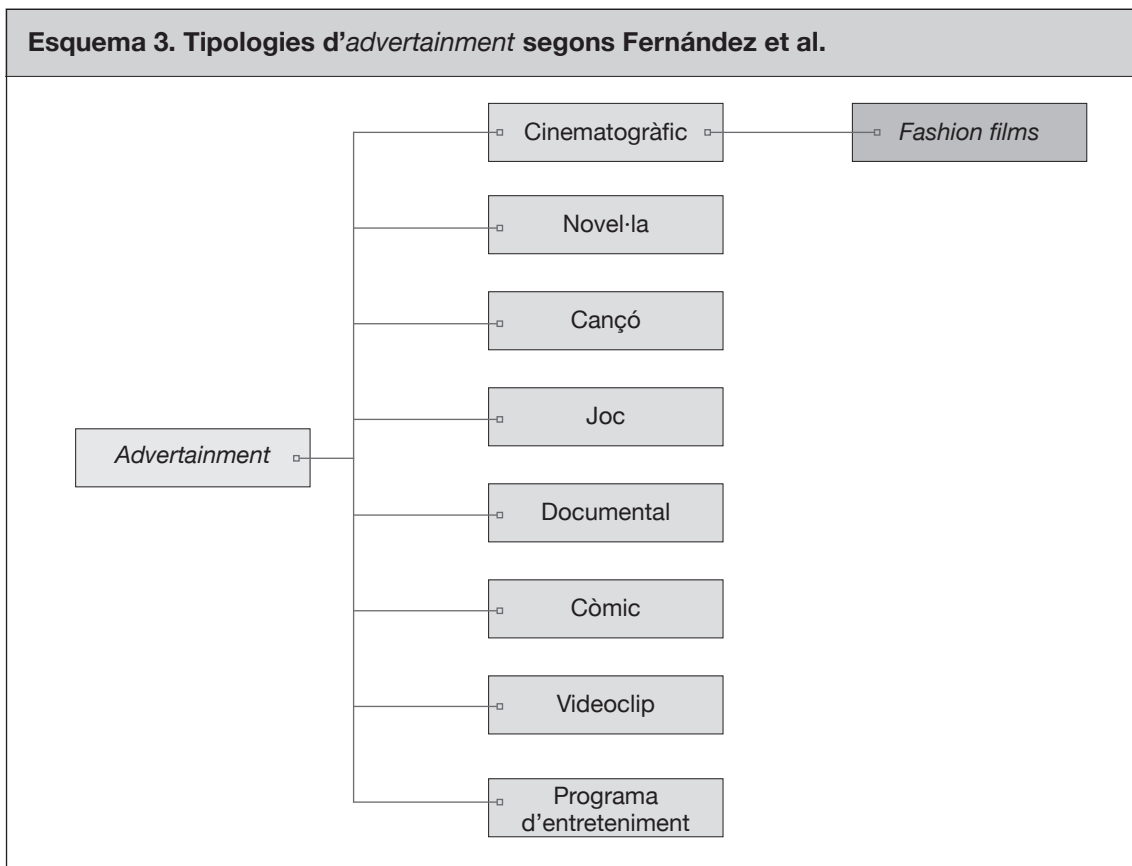 Esquema 3. Tipologies d'advertainment segons Fernández et al.
Cinematogràfic
Fashion films
Novel·la
Cançó
Joc
Advertainment
Documental
Còmic
Videoclip
Programa
d'entreteniment